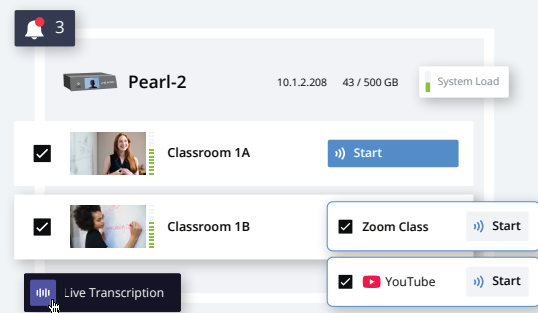 3
Pearl-2 10.1.2.208 43 / 500 GB System Load
Classroom 1A Start
Classroom 1B
Zoom Class Start
YouTube Start
Live Transcription